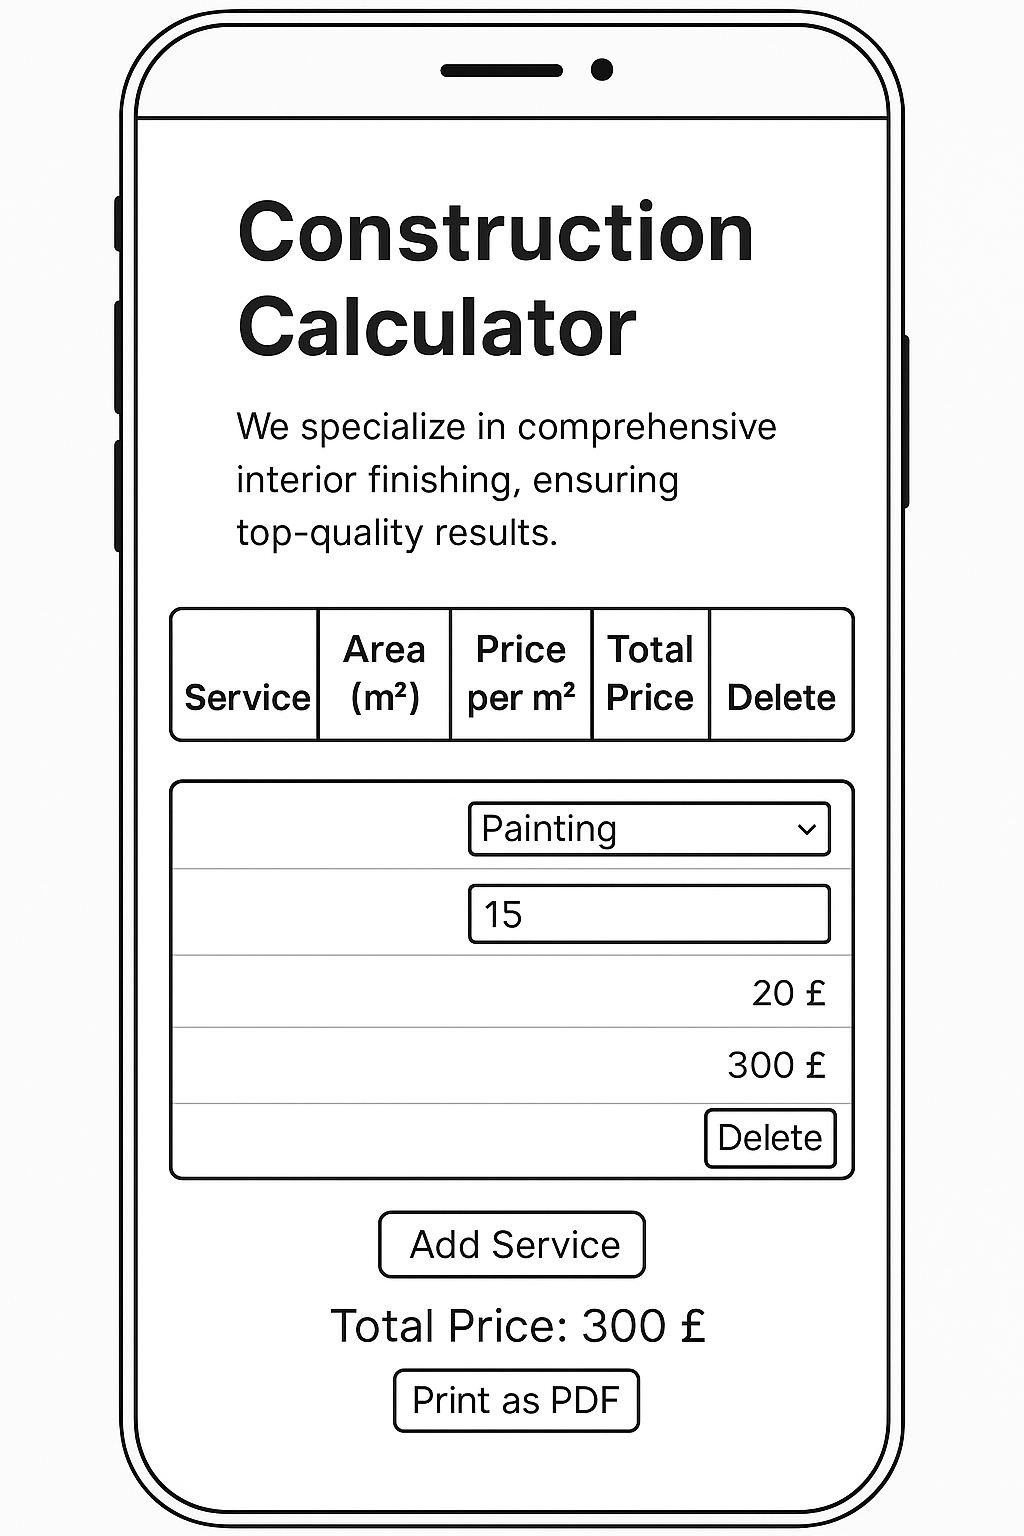 Construction
Calculator
We specialize in comprehensive
interior finishing, ensuring
top-quality results.
Service
Area
(m²)
Price
per m²
Total
Price
Delete
Painting
15
20 £
300 £
Delete
Add Service
Total Price: 300 £
Print as PDF